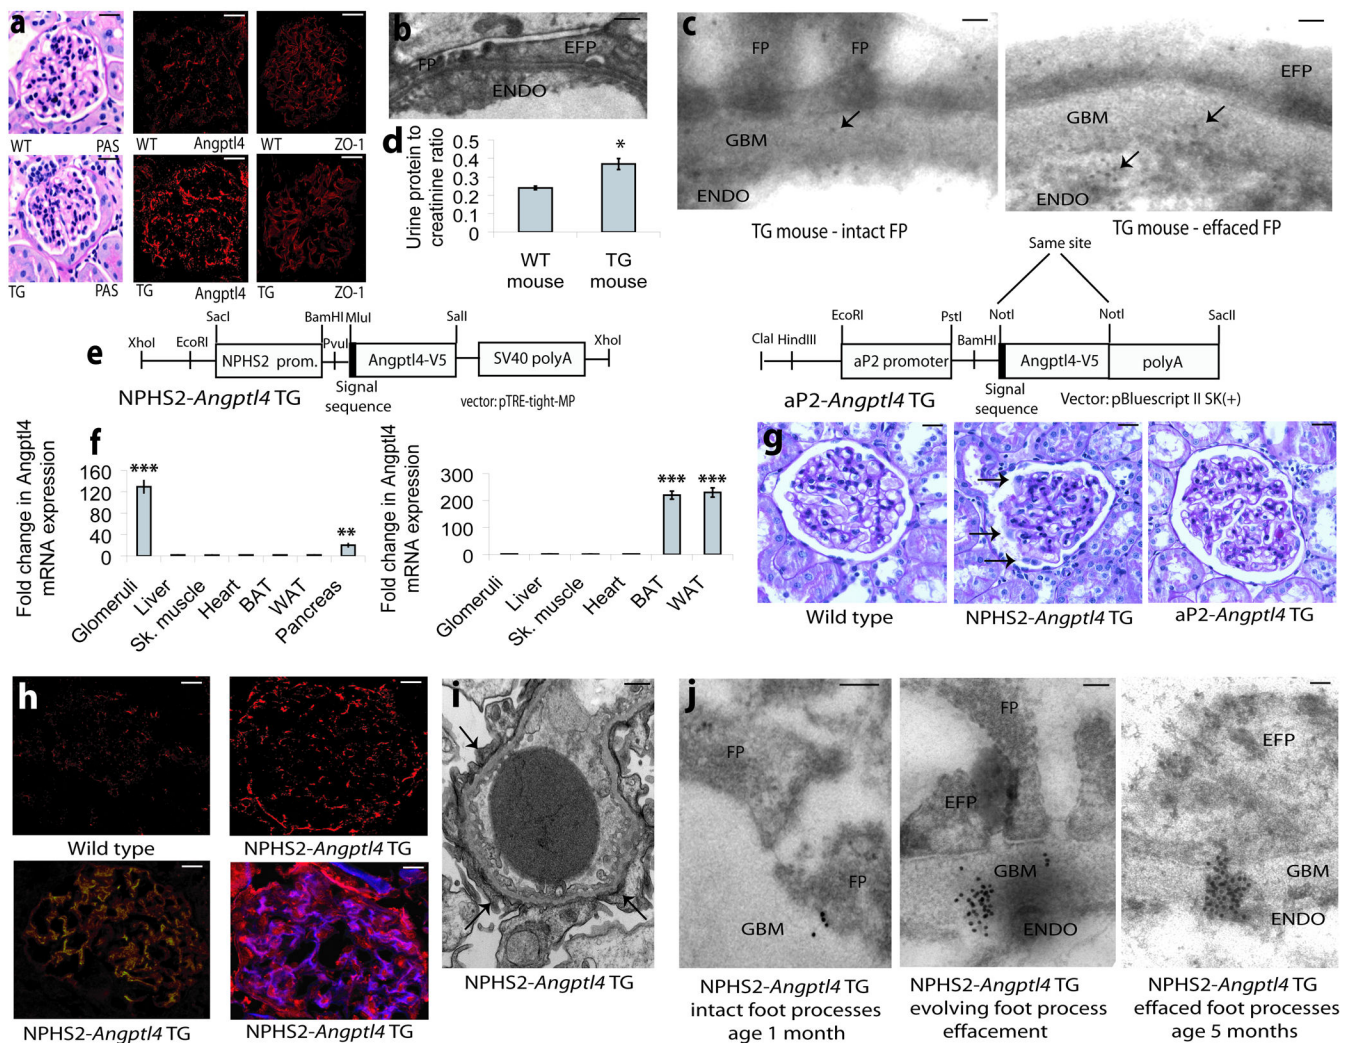 a
WT PAS
WT Angptl4
WT ZO-1
TG PAS
TG Angptl4
TG ZO-1
b
FP
EFP
ENDO
c
FP FP
GBM
ENDO
TG mouse - intact FP
EFP
GBM
ENDO
TG mouse - effaced FP
d
Urine protein to
creatinine ratio
0.5
0.4
0.3
0.2
0.1
0
*
WT
mouse
TG
mouse
e
XhoI
EcoRI
SacI
BamHI
PvuI
MluI
SalI
XhoI
NPHS2 prom.
Angptl4-V5
SV40 polyA
Signal
sequence
NPHS2-Angptl4 TG
vector: pTRE-tight-MP
Same site
ClaI
HindIII
EcoRI
PstI
BamHI
NotI
NotI
SacII
aP2 promoter
Angptl4-V5
polyA
Signal
sequence
aP2-Angptl4 TG
Vector: pBluescript II SK(+)
f
Fold change in Angptl4
mRNA expression
160
120
80
40
0
***
**
Glomeruli
Liver
Sk. muscle
Heart
BAT
WAT
Pancreas
Fold change in Angptl4
mRNA expression
300
200
100
0
***
***
Glomeruli
Liver
Sk. muscle
Heart
BAT
WAT
g
Wild type
NPHS2-Angptl4 TG
aP2-Angptl4 TG
h
Wild type
NPHS2-Angptl4 TG
NPHS2-Angptl4 TG
NPHS2-Angptl4 TG
i
NPHS2-Angptl4 TG
j
FP
FP
GBM
NPHS2-Angptl4 TG
intact foot processes
age 1 month
FP
EFP
GBM
ENDO
NPHS2-Angptl4 TG
evolving foot process
effacement
EFP
GBM
ENDO
NPHS2-Angptl4 TG
effaced foot processes
age 5 months